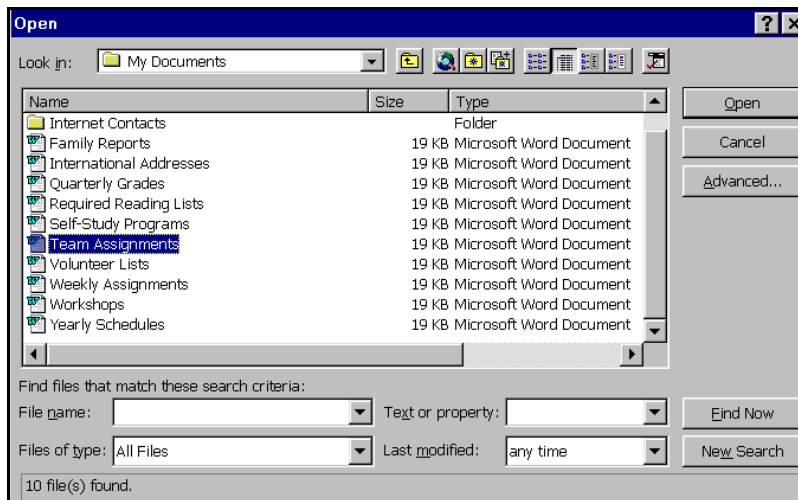 Open
Look in: My Documents
Name Size Type
Internet Contacts Folder
Family Reports 19 KB Microsoft Word Document
International Addresses 19 KB Microsoft Word Document
Quarterly Grades 19 KB Microsoft Word Document
Required Reading Lists 19 KB Microsoft Word Document
Self-Study Programs 19 KB Microsoft Word Document
Team Assignments 19 KB Microsoft Word Document
Volunteer Lists 19 KB Microsoft Word Document
Weekly Assignments 19 KB Microsoft Word Document
Workshops 19 KB Microsoft Word Document
Yearly Schedules 19 KB Microsoft Word Document
Open
Cancel
Advanced...
Find files that match these search criteria:
File name: Text or property: Find Now
Files of type: All Files Last modified: any time New Search
10 file(s) found.